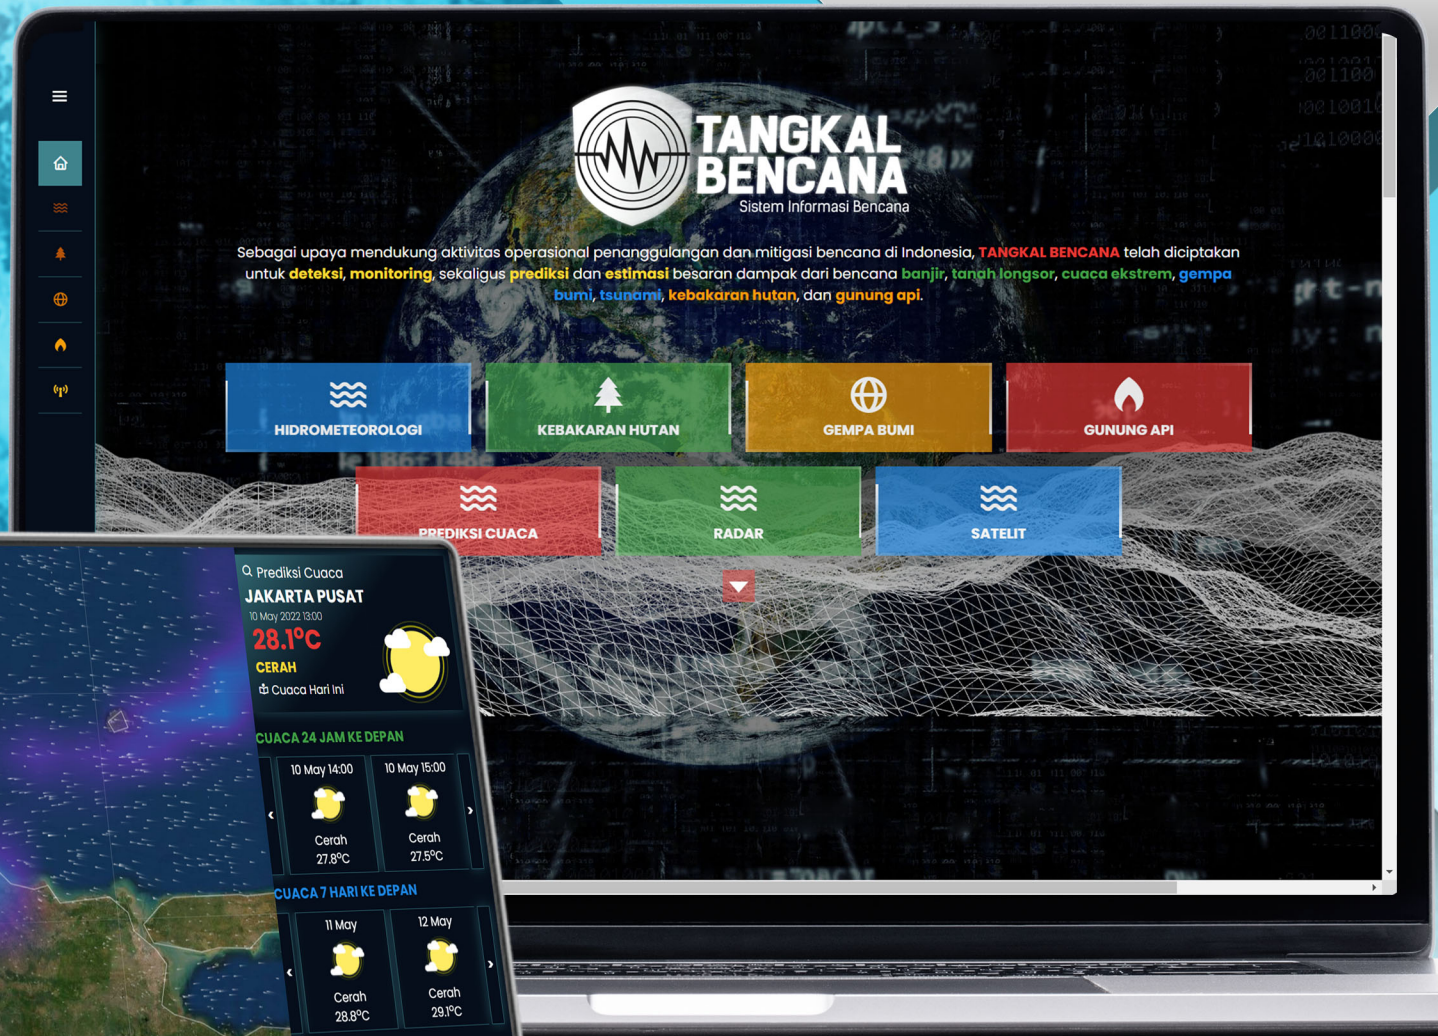 TANGKAL
BENCANA
Sistem Informasi Bencana
Sebagai upaya mendukung aktivitas operasional penanggulangan dan mitigasi bencana di Indonesia, TANGKAL BENCANA telah diciptakan
untuk deteksi, monitoring, sekaligus prediksi dan estimasi besaran dampak dari bencana banjir, tanah longsor, cuaca ekstrem, gempa
bumi, tsunami, kebakaran hutan, dan gunung api.
HIDROMETEOROLOGI
KEBAKARAN HUTAN
GEMPA BUMI
GUNUNG API
PREDIKSI CUACA
RADAR
SATELIT
Prediksi Cuaca
JAKARTA PUSAT
10 May 2022 13:00
28.1°C
CERAH
Cuaca Hari Ini
CUACA 24 JAM KE DEPAN
10 May 14:00
Cerah
27.8°C
10 May 15:00
Cerah
27.5°C
CUACA 7 HARI KE DEPAN
11 May
Cerah
28.8°C
12 May
Cerah
29.1°C